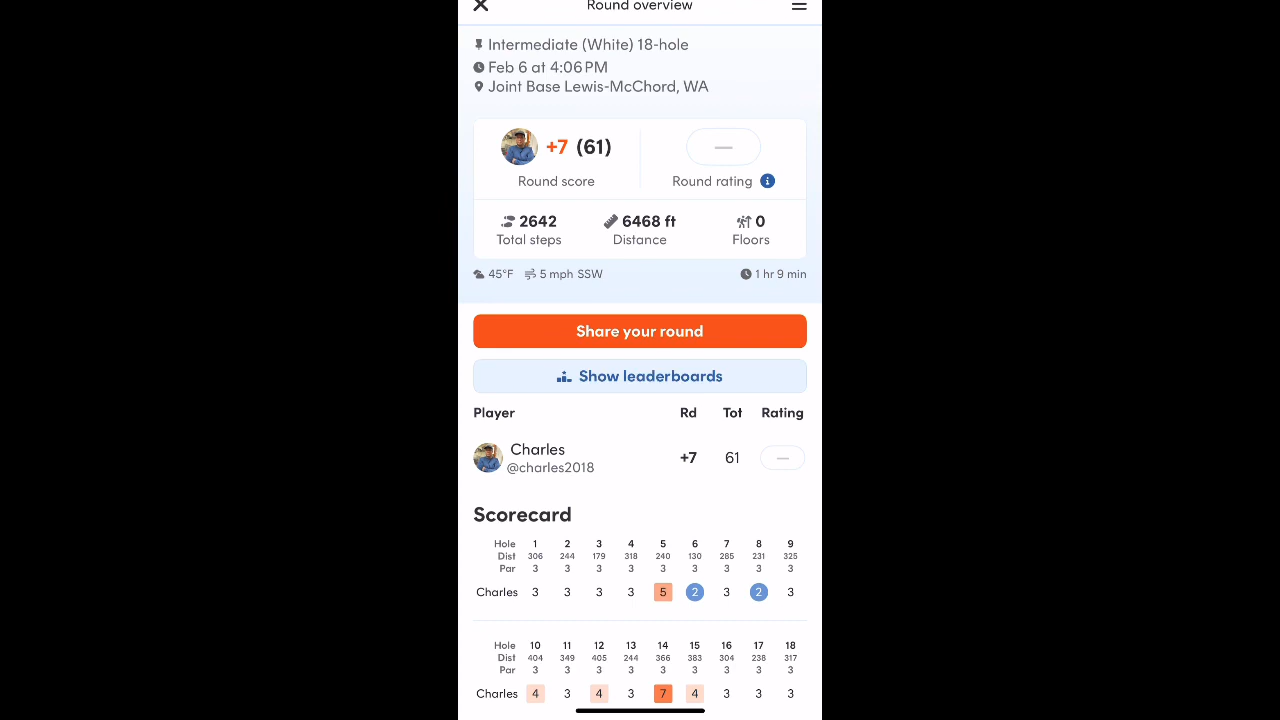 Round overview
Intermediate (White) 18-hole
Feb 6 at 4:06 PM
Joint Base Lewis-McChord, WA
+7 (61)
—
Round score
Round rating
2642
6468 ft
0
Total steps
Distance
Floors
45°F 5 mph SSW 1 hr 9 min
Share your round
Show leaderboards
Player Rd Tot Rating
Charles
@charles2018
+7 61 —
Scorecard
Hole 1 2 3 4 5 6 7 8 9
Dist 306 244 179 318 240 130 285 231 325
Par 3 3 3 3 3 3 3 3 3
Charles 3 3 3 3 5 2 3 2 3
Hole 10 11 12 13 14 15 16 17 18
Dist 404 349 405 244 366 383 304 238 317
Par 3 3 3 3 3 3 3 3 3
Charles 4 3 4 3 7 4 3 3 3